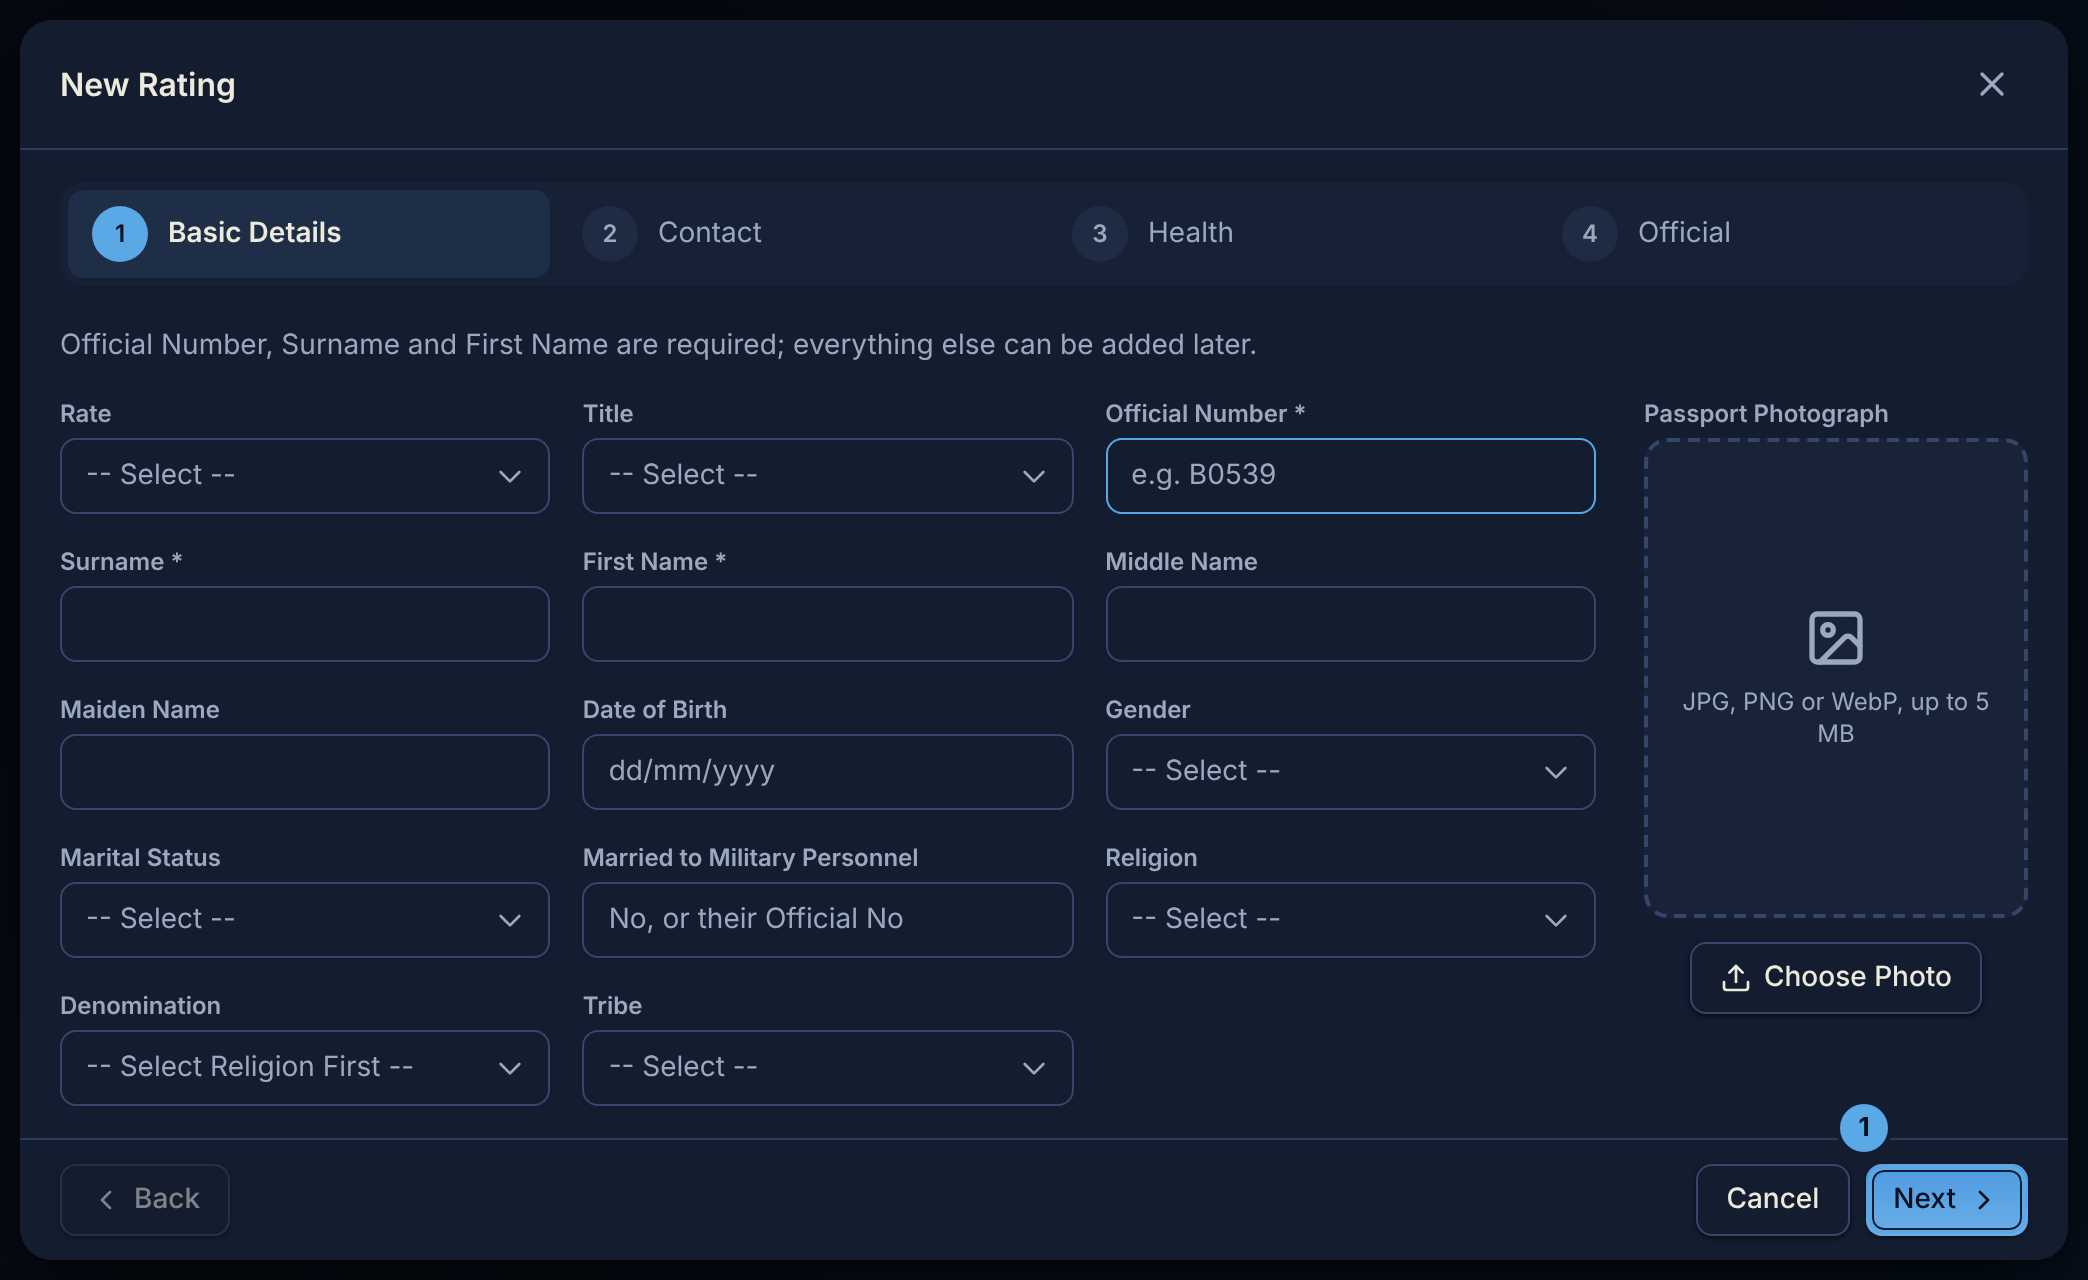 New Rating
1 Basic Details
2 Contact
3 Health
4 Official
Official Number, Surname and First Name are required; everything else can be added later.
Rate
-- Select --
Title
-- Select --
Official Number *
e.g. B0539
Passport Photograph
JPG, PNG or WebP, up to 5
MB
Choose Photo
Surname *
First Name *
Middle Name
Maiden Name
Date of Birth
dd/mm/yyyy
Gender
-- Select --
Marital Status
-- Select --
Married to Military Personnel
No, or their Official No
Religion
-- Select --
Denomination
-- Select Religion First --
Tribe
-- Select --
1
Back
Cancel
Next